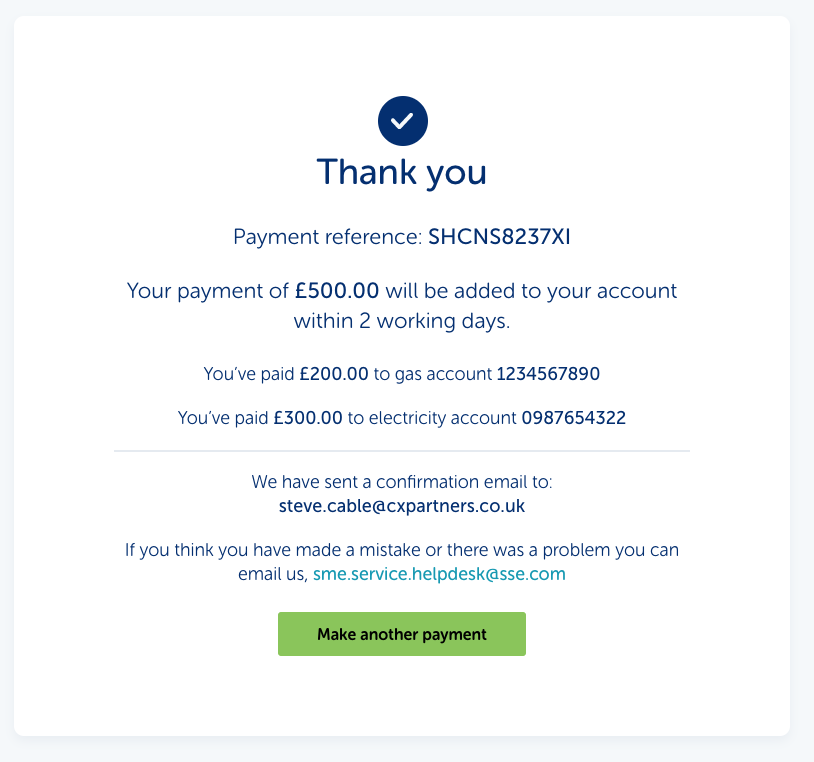 Thank you
Payment reference: SHCNS8237XI
Your payment of £500.00 will be added to your account
within 2 working days.
You’ve paid £200.00 to gas account 1234567890
You’ve paid £300.00 to electricity account 0987654322
We have sent a confirmation email to:
steve.cable@cxpartners.co.uk
If you think you have made a mistake or there was a problem you can
email us, sme.service.helpdesk@sse.com
Make another payment